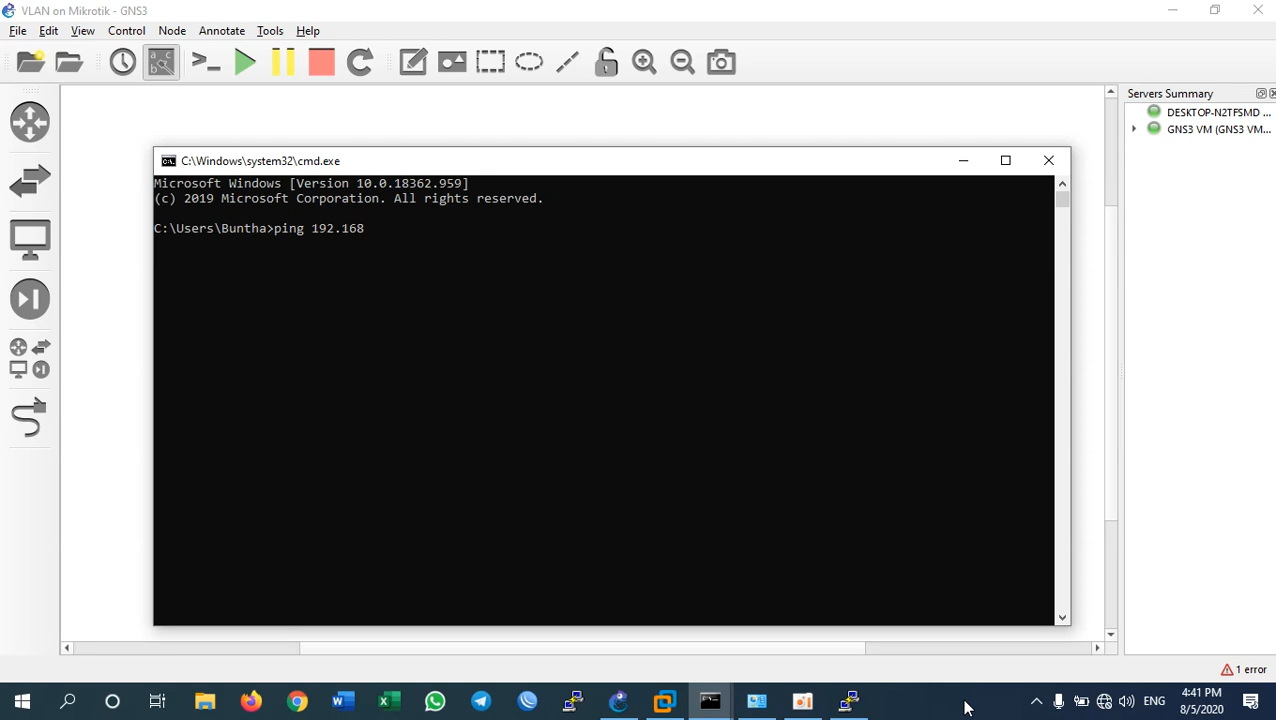 VLAN on Mikrotik - GNS3
File Edit View Control Node Annotate Tools Help
Servers Summary
DESKTOP-N2TFSMD ...
GNS3 VM (GNS3 VM...
C:\Windows\system32\cmd.exe
Microsoft Windows [Version 10.0.18362.959]
(c) 2019 Microsoft Corporation. All rights reserved.
C:\Users\Buntha>ping 192.168
1 error
ENG
4:41 PM
8/5/2020